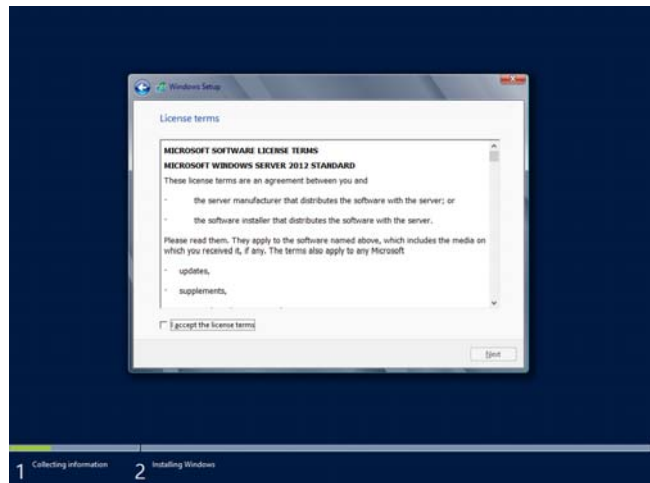 Windows Setup
License terms
MICROSOFT SOFTWARE LICENSE TERMS
MICROSOFT WINDOWS SERVER 2012 STANDARD
These license terms are an agreement between you and
· the server manufacturer that distributes the software with the server; or
· the software installer that distributes the software with the server.
Please read them. They apply to the software named above, which includes the media on
which you received it, if any. The terms also apply to any Microsoft
· updates,
· supplements,
I accept the license terms
Next
1 Collecting information
2 Installing Windows